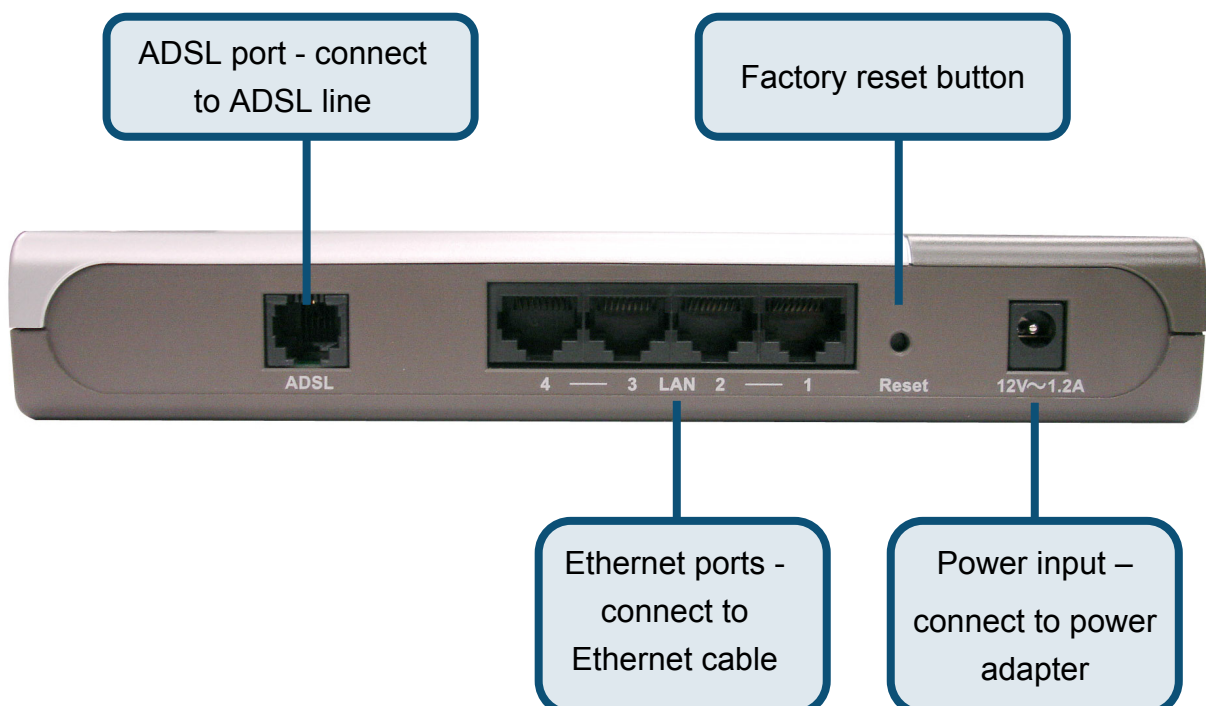 ADSL port - connect
to ADSL line
Factory reset button
ADSL
4 — 3 LAN 2 — 1
Reset
12V～1.2A
Ethernet ports -
connect to
Ethernet cable
Power input –
connect to power
adapter